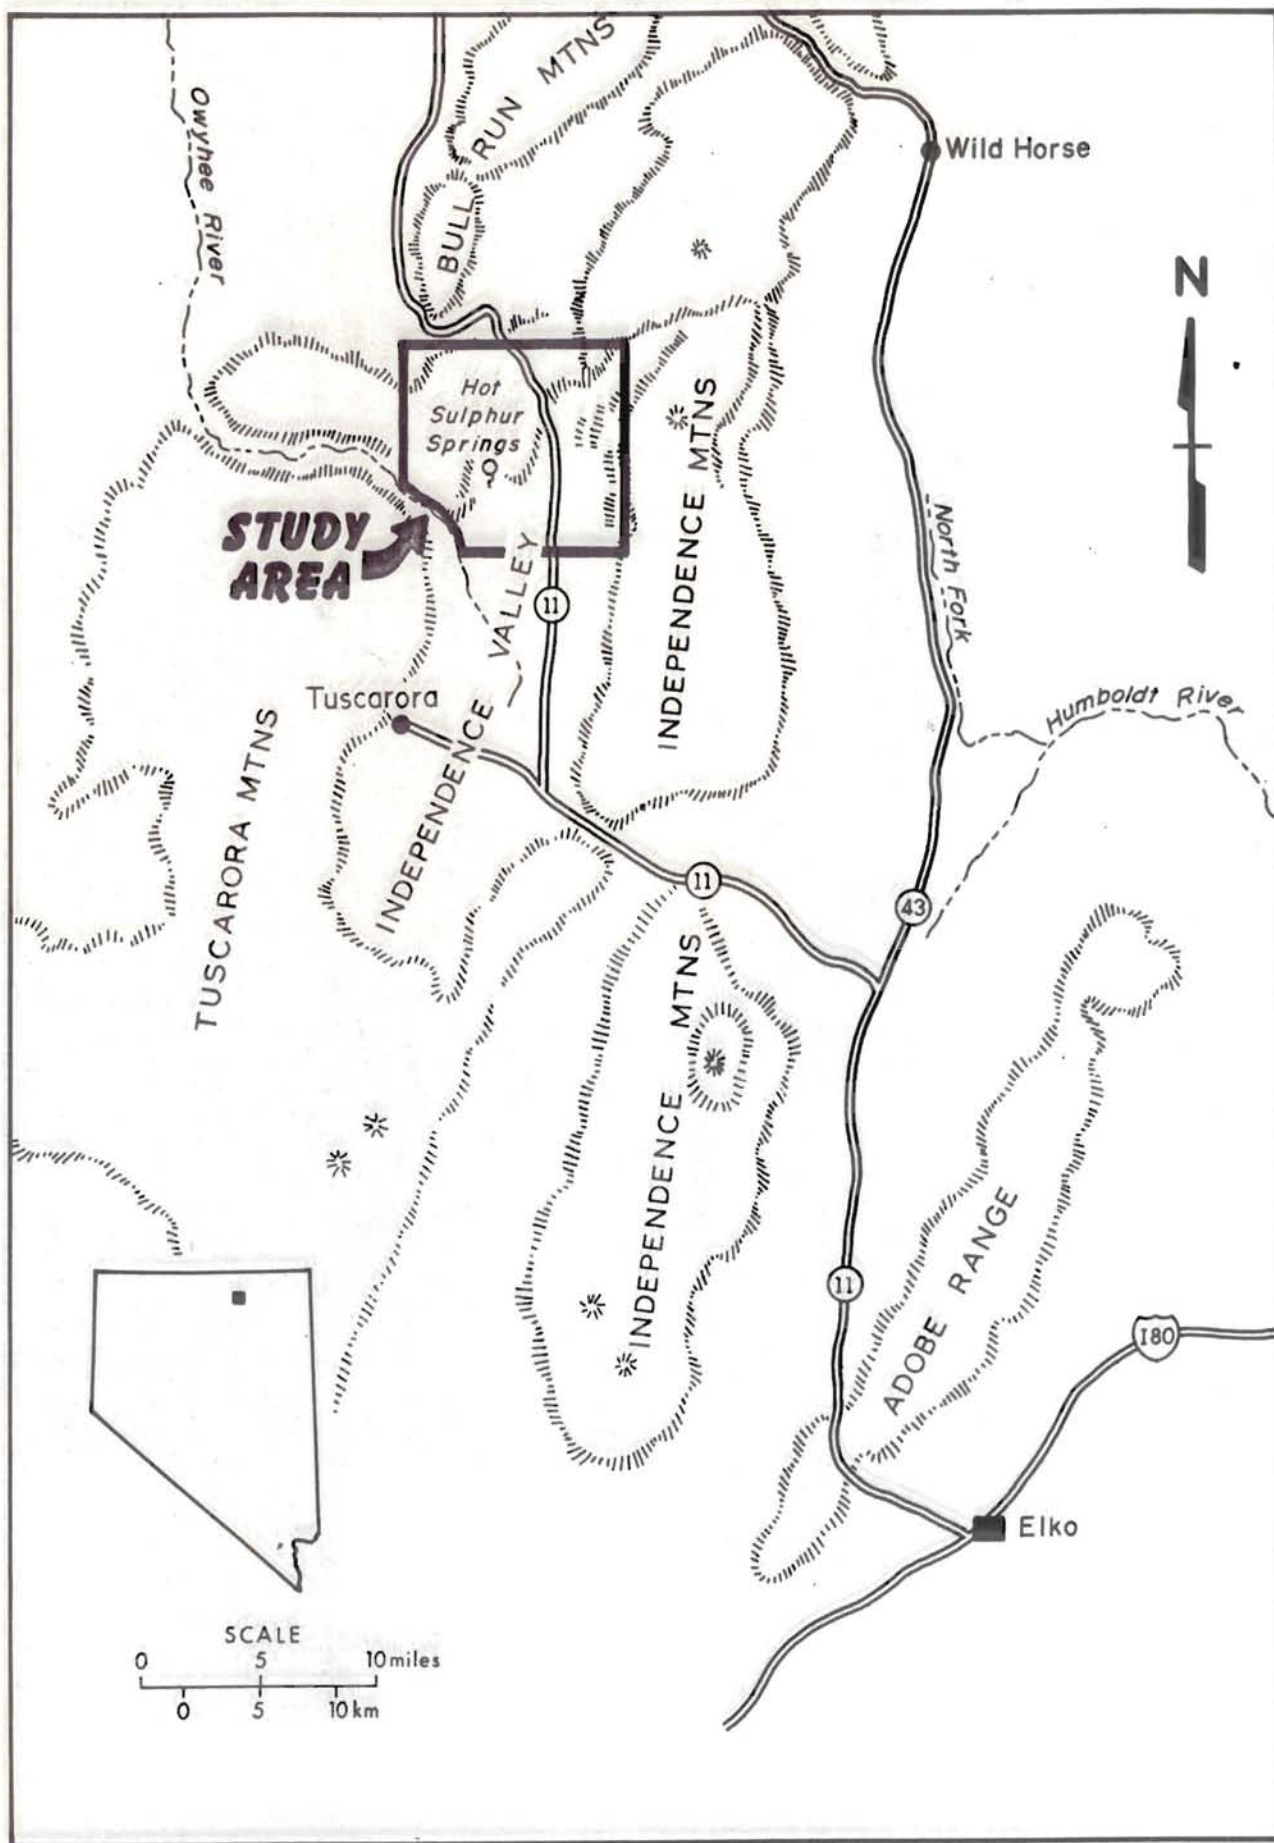 BULL RUN MTNS
Owyhee River
Wild Horse
N
Hot
Sulphur
Springs
INDEPENDENCE MTNS
STUDY
AREA
North Fork
11
INDEPENDENCE VALLEY
Tuscarora
Humboldt River
TUSCARORA MTNS
11
43
INDEPENDENCE MTNS
11
ADOBE RANGE
I80
Elko
SCALE
0 5 10 miles
0 5 10 km